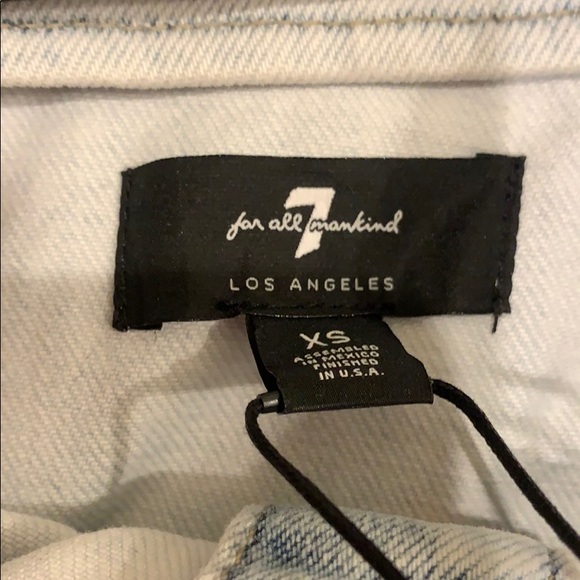 7
for all mankind
LOS ANGELES
XS
ASSEMBLED
IN MEXICO
FINISHED
IN U.S.A.